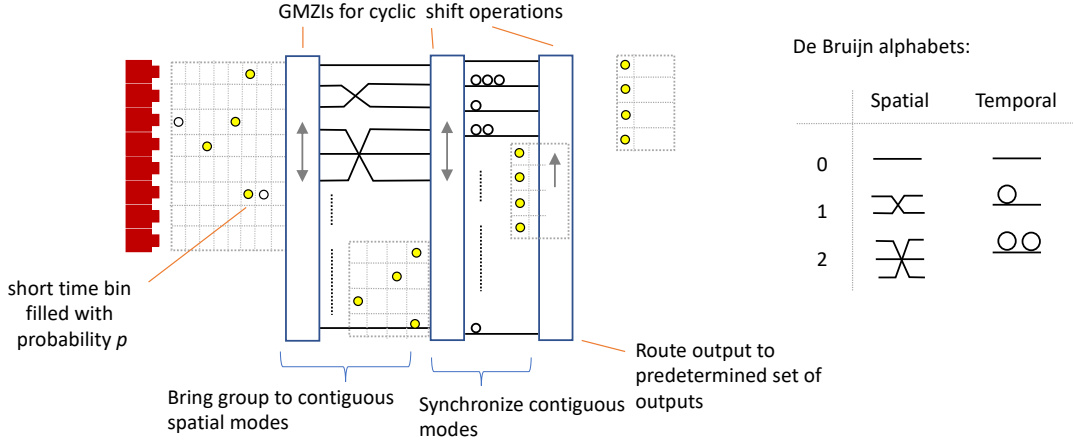 GMZIs for cyclic shift operations
De Bruijn alphabets:
Spatial Temporal
0
1
2
short time bin
filled with
probability p
Bring group to contiguous
spatial modes
Synchronize contiguous
modes
Route output to
predetermined set of
outputs